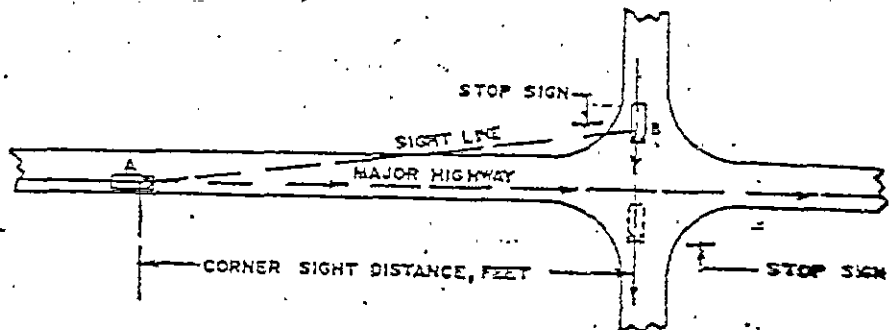 STOP SIGN
B
SIGHT LINE
A
MAJOR HIGHWAY
CORNER SIGHT DISTANCE, FEET
STOP SIGN